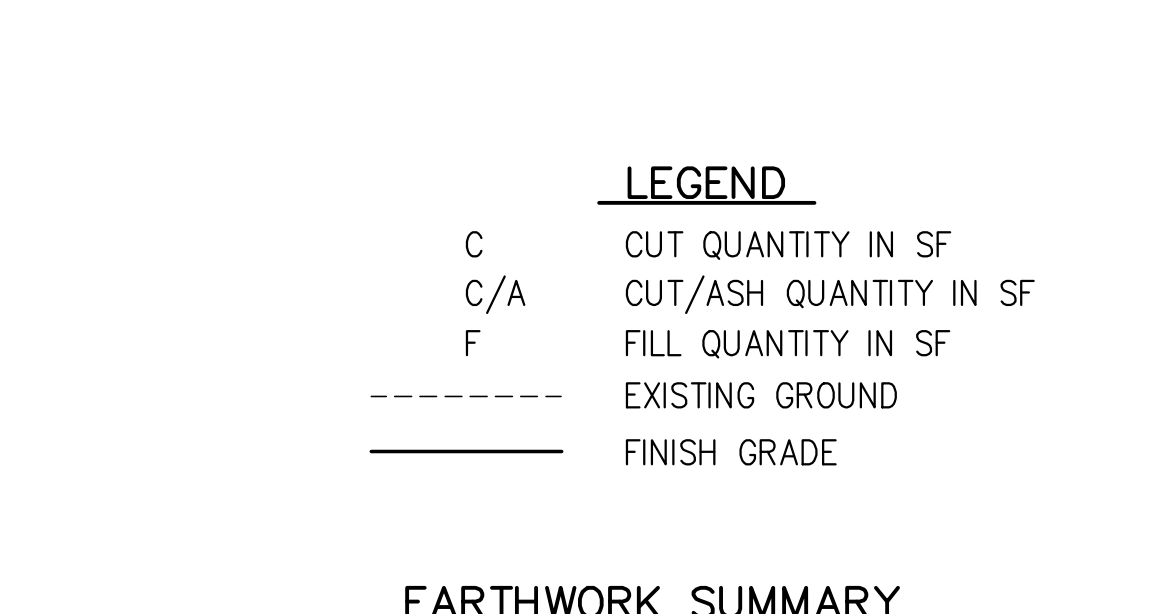 LEGEND
C CUT QUANTITY IN SF
C/A CUT/ASH QUANTITY IN SF
F FILL QUANTITY IN SF
EXISTING GROUND
FINISH GRADE
EARTHWORK SUMMARY